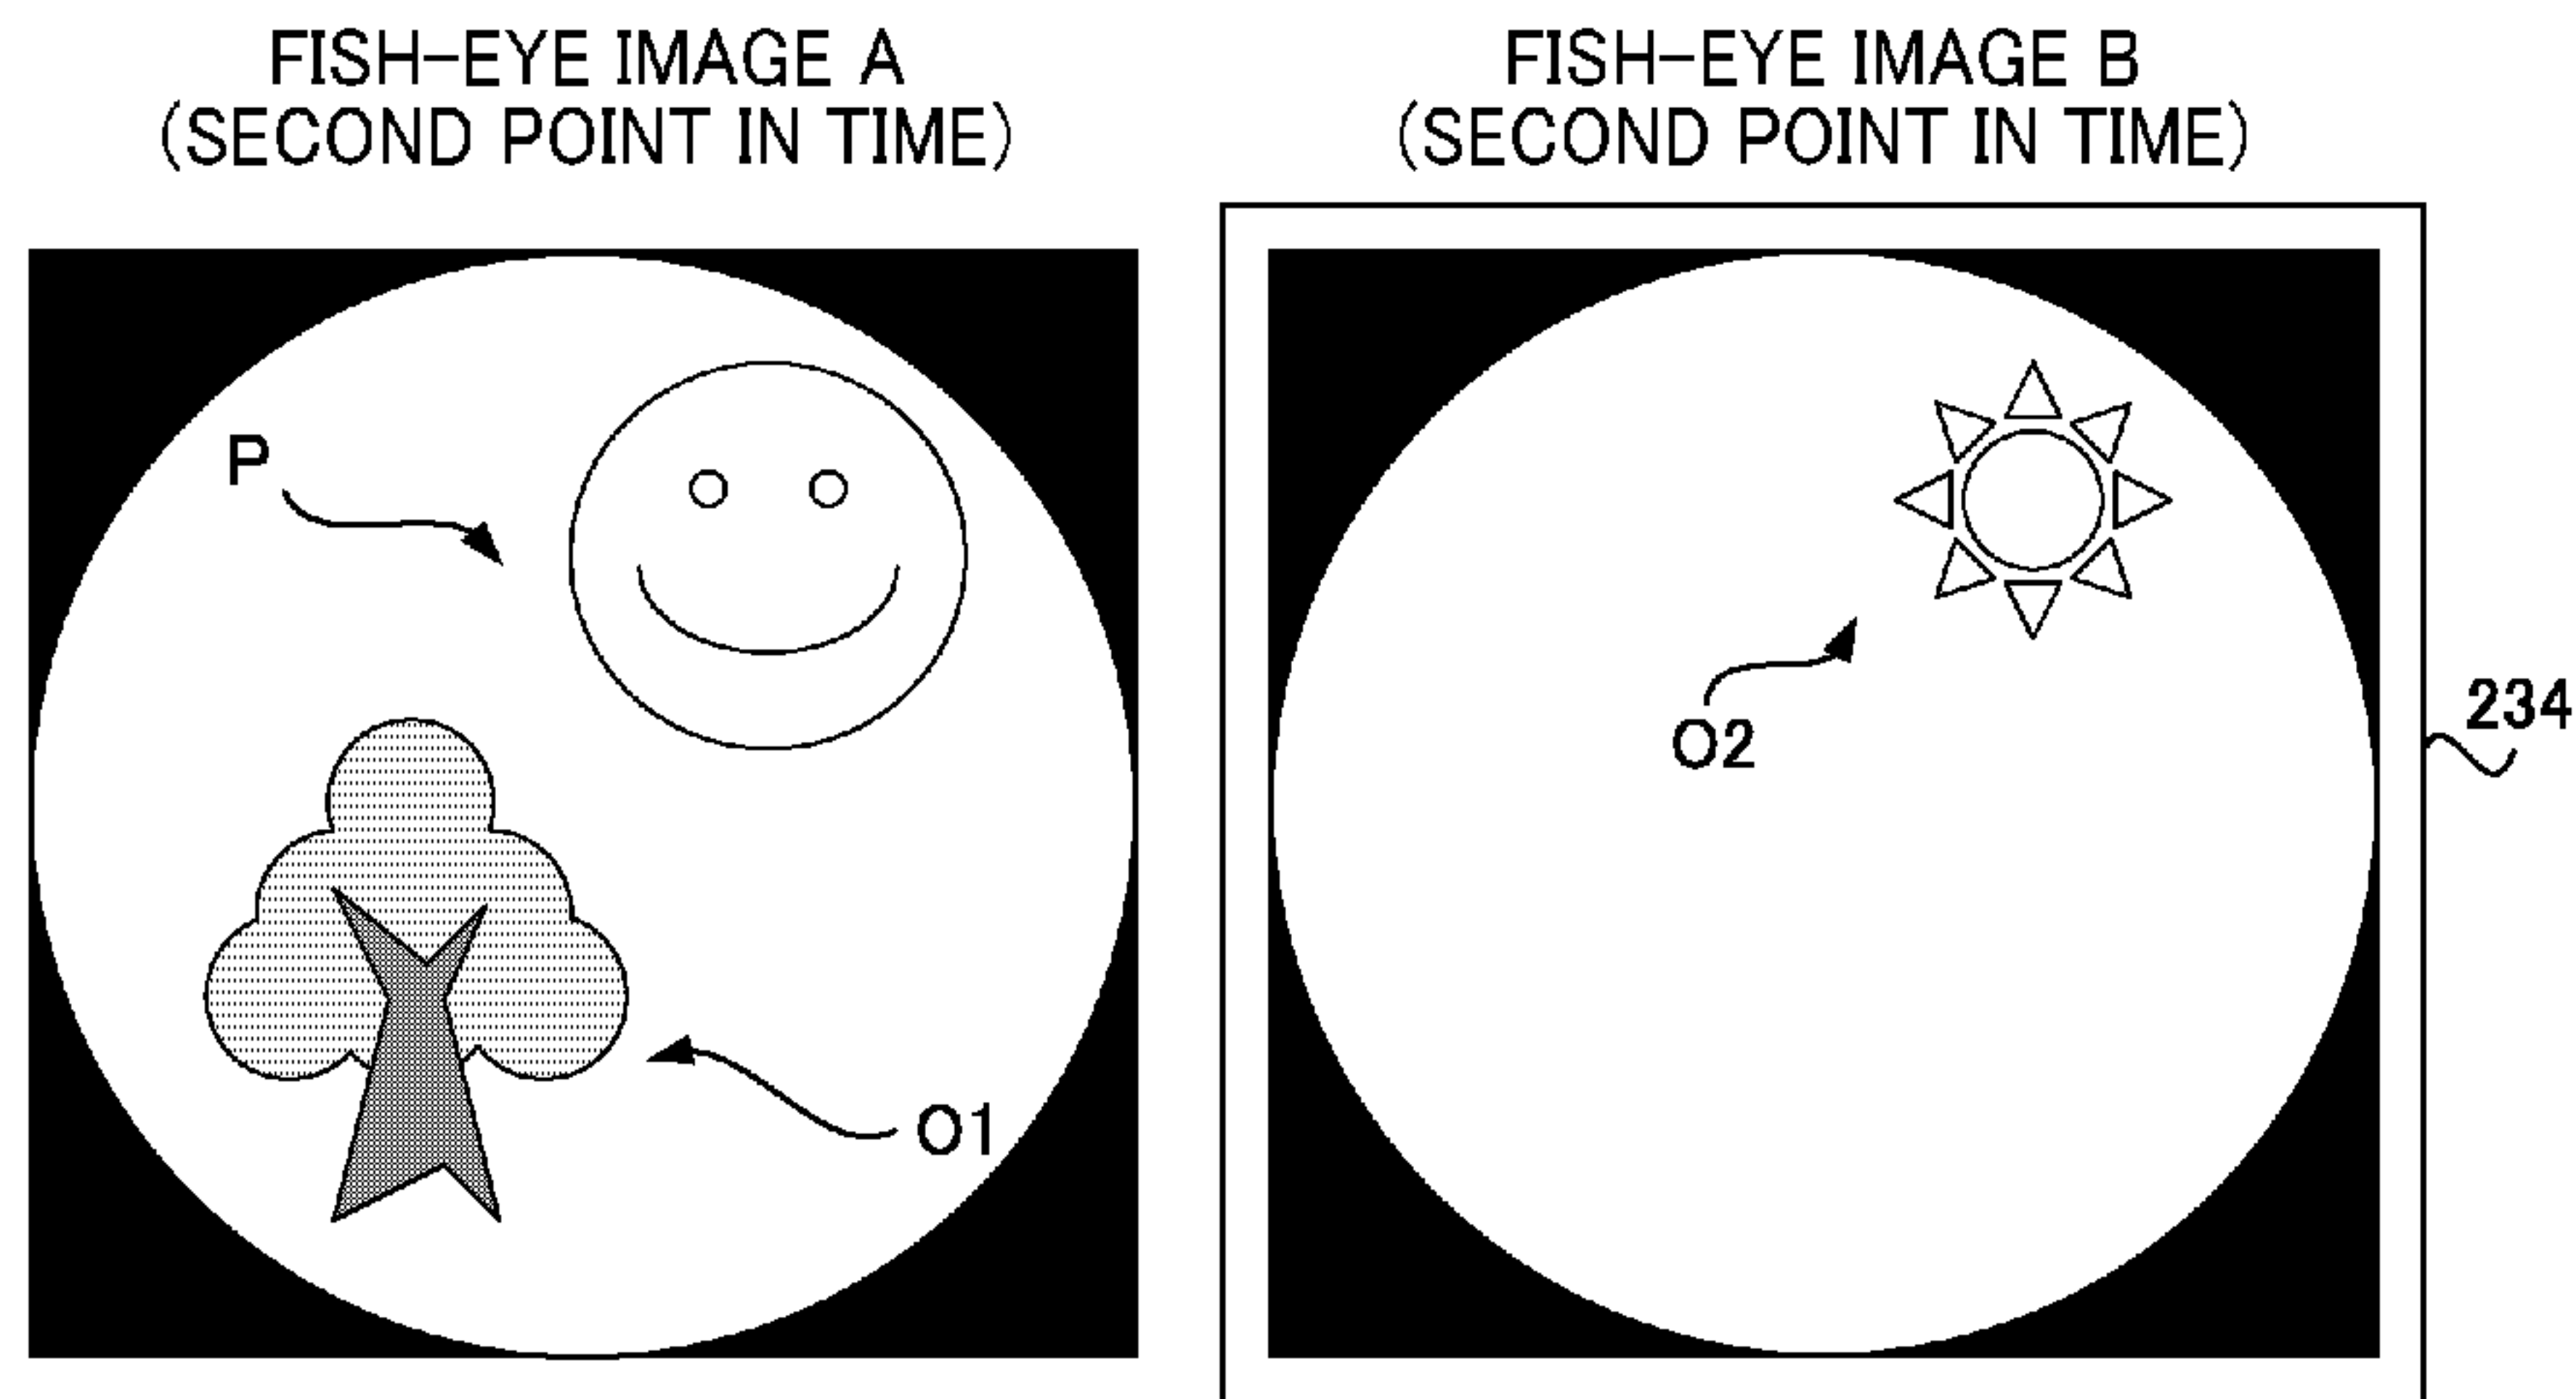 FISH-EYE IMAGE A
(SECOND POINT IN TIME)
FISH-EYE IMAGE B
(SECOND POINT IN TIME)
P
O1
O2
234